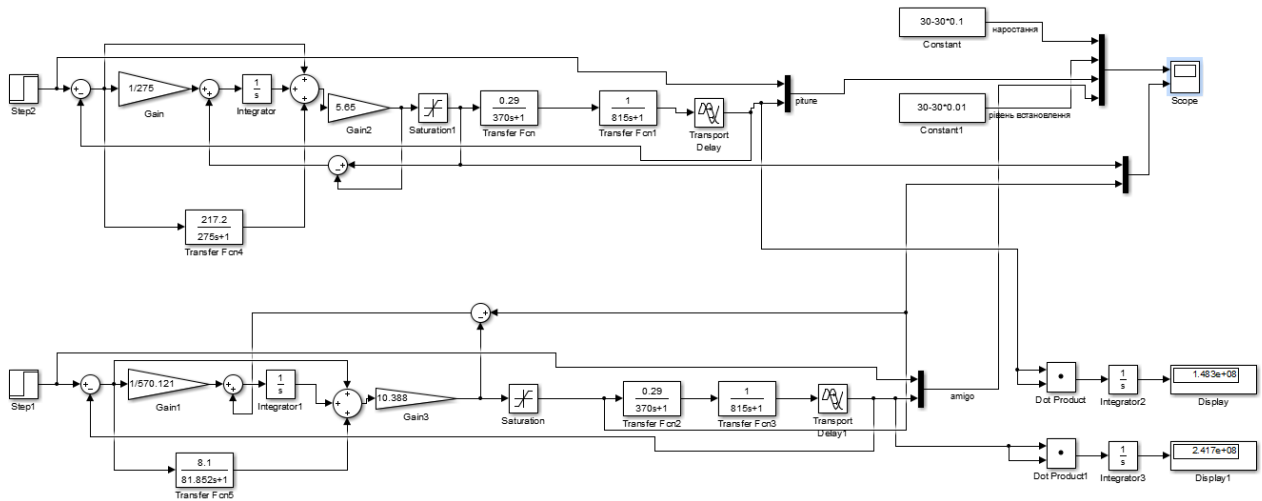 30-30*0.1
наростання
Constant
Step2
1/275
Gain
1
s
Integrator
5.65
Gain2
Saturation1
0.29
370s+1
Transfer Fcn
1
815s+1
Transfer Fcn1
Transport
Delay
pitune
30-30*0.01
Constant1
рівень встановлення
Scope
217.2
275s+1
Transfer Fcn4
Step1
1/570.121
Gain1
1
s
Integrator1
10.388
Gain3
Saturation
0.29
370s+1
Transfer Fcn2
1
815s+1
Transfer Fcn3
Transport
Delay1
amigo
Dot Product
1
s
Integrator2
1.483e+08
Display
8.1
81.852s+1
Transfer Fcn5
Dot Product1
1
s
Integrator3
2.417e+08
Display1